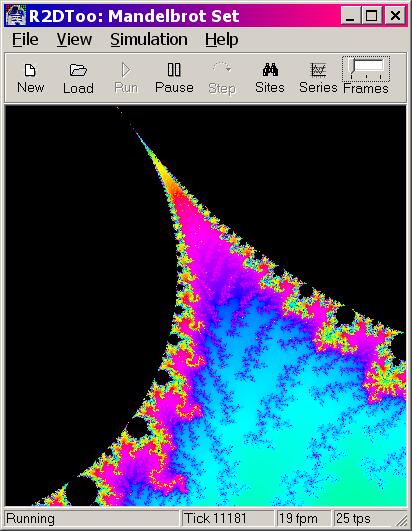 R2DToo: Mandelbrot Set
File View Simulation Help
New Load Run Pause Step Sites Series Frames
Running Tick 11181 19 fpm 25 tps